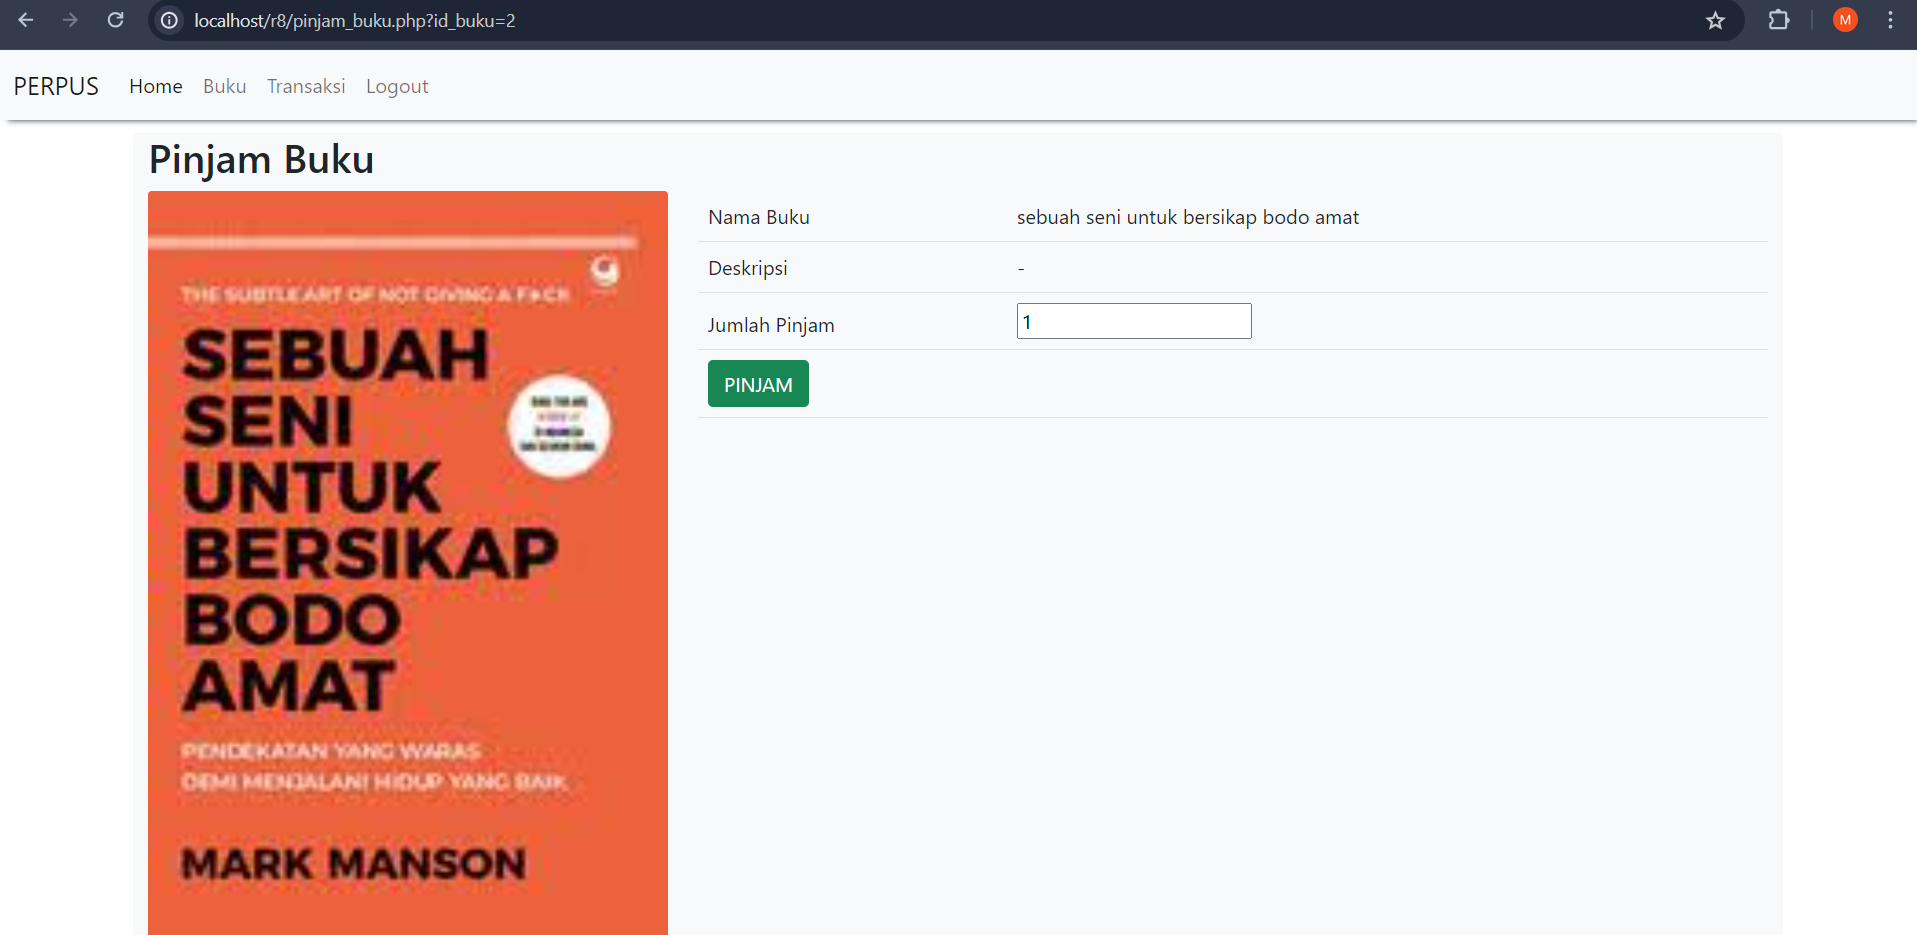 localhost/r8/pinjam_buku.php?id_buku=2
M
PERPUS Home Buku Transaksi Logout
Pinjam Buku
THE SUBTLE ART OF NOT GIVING A F*CK
SEBUAH
SENI
UNTUK
BERSIKAP
BODO
AMAT
PENDEKATAN YANG WARAS
DEMI MENJALANI HIDUP YANG BAIK
MARK MANSON
Nama Buku sebuah seni untuk bersikap bodo amat
Deskripsi -
Jumlah Pinjam 1
PINJAM